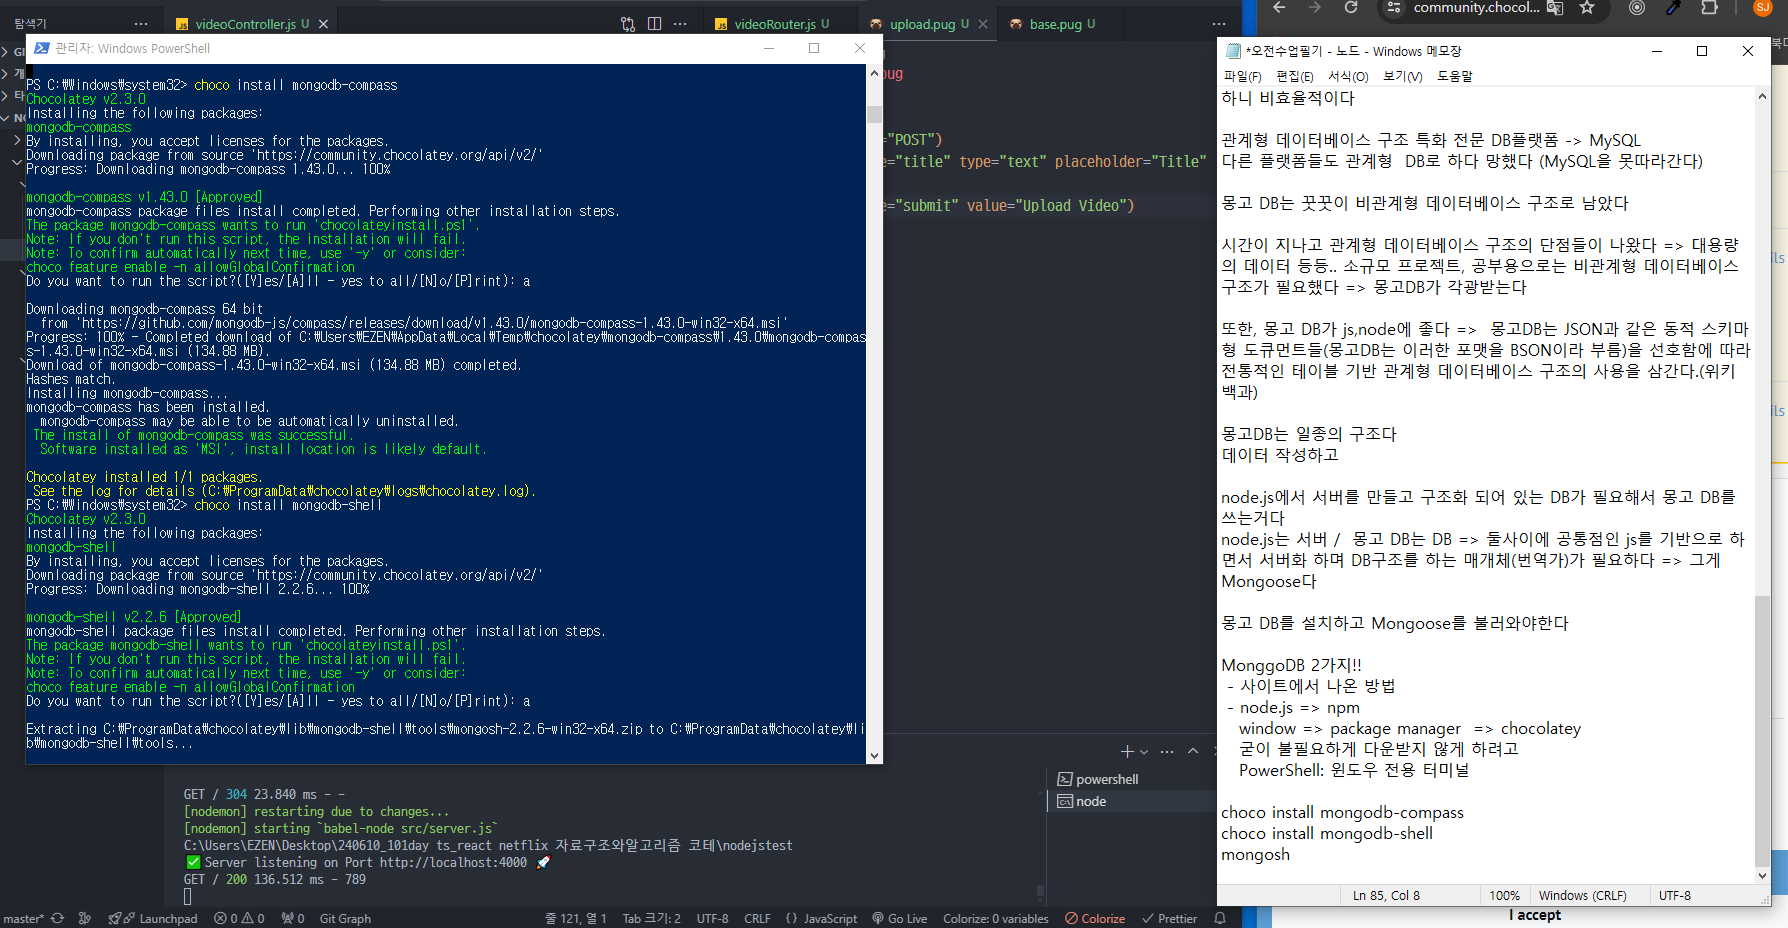 탐색기
videoController.js U
videoRouter.js U
upload.pug U
base.pug U
community.chocol...
SJ
관리자: Windows PowerShell
PS C:₩Windows₩system32> choco install mongodb-compass
Chocolatey v2.3.0
Installing the following packages:
mongodb-compass
By installing, you accept licenses for the packages.
Downloading package from source 'https://community.chocolatey.org/api/v2/'
Progress: Downloading mongodb-compass 1.43.0... 100%
mongodb-compass v1.43.0 [Approved]
mongodb-compass package files install completed. Performing other installation steps.
The package mongodb-compass wants to run 'chocolateyinstall.ps1'.
Note: If you don't run this script, the installation will fail.
Note: To confirm automatically next time, use '-y' or consider:
choco feature enable -n allowGlobalConfirmation
Do you want to run the script?([Y]es/[A]ll - yes to all/[N]o/[P]rint): a
Downloading mongodb-compass 64 bit
from 'https://github.com/mongodb-js/compass/releases/download/v1.43.0/mongodb-compass-1.43.0-win32-x64.msi'
Progress: 100% - Completed download of C:₩Users₩EZEN₩AppData₩Local₩Temp₩chocolatey₩mongodb-compass₩1.43.0₩mongodb-compas
s-1.43.0-win32-x64.msi (134.88 MB).
Download of mongodb-compass-1.43.0-win32-x64.msi (134.88 MB) completed.
Hashes match.
Installing mongodb-compass...
mongodb-compass has been installed.
mongodb-compass may be able to be automatically uninstalled.
The install of mongodb-compass was successful.
Software installed as 'MSI', install location is likely default.
Chocolatey installed 1/1 packages.
See the log for details (C:₩ProgramData₩chocolatey₩logs₩chocolatey.log).
PS C:₩Windows₩system32> choco install mongodb-shell
Chocolatey v2.3.0
Installing the following packages:
mongodb-shell
By installing, you accept licenses for the packages.
Downloading package from source 'https://community.chocolatey.org/api/v2/'
Progress: Downloading mongodb-shell 2.2.6... 100%
mongodb-shell v2.2.6 [Approved]
mongodb-shell package files install completed. Performing other installation steps.
The package mongodb-shell wants to run 'chocolateyinstall.ps1'.
Note: If you don't run this script, the installation will fail.
Note: To confirm automatically next time, use '-y' or consider:
choco feature enable -n allowGlobalConfirmation
Do you want to run the script?([Y]es/[A]ll - yes to all/[N]o/[P]rint): a
Extracting C:₩ProgramData₩chocolatey₩lib₩mongodb-shell₩tools₩mongosh-2.2.6-win32-x64.zip to C:₩ProgramData₩chocolatey₩li
b₩mongodb-shell₩tools...
="POST")
="title" type="text" placeholder="Title"
="submit" value="Upload Video")
powershell
node
GET / 304 23.840 ms - -
[nodemon] restarting due to changes...
[nodemon] starting `babel-node src/server.js`
C:\Users\EZEN\Desktop\240610_101day ts_react netflix 자료구조와알고리즘 코테\nodejstest
✅ Server listening on Port http://localhost:4000 🚀
GET / 200 136.512 ms - 789
master*
Launchpad
0 0
0
Git Graph
줄 121, 열 1
Tab 크기: 2
UTF-8
CRLF
{} JavaScript
Go Live
Colorize: 0 variables
Colorize
Prettier
*오전수업필기 - 노드 - Windows 메모장
파일(F) 편집(E) 서식(O) 보기(V) 도움말
하니 비효율적이다
관계형 데이터베이스 구조 특화 전문 DB플랫폼 -> MySQL
다른 플랫폼들도 관계형 DB로 하다 망했다 (MySQL을 못따라간다)
몽고 DB는 꿋꿋이 비관계형 데이터베이스 구조로 남았다
시간이 지나고 관계형 데이터베이스 구조의 단점들이 나왔다 => 대용량
의 데이터 등등.. 소규모 프로젝트, 공부용으로는 비관계형 데이터베이스
구조가 필요했다 => 몽고DB가 각광받는다
또한, 몽고 DB가 js,node에 좋다 => 몽고DB는 JSON과 같은 동적 스키마
형 도큐먼트들(몽고DB는 이러한 포맷을 BSON이라 부름)을 선호함에 따라
전통적인 테이블 기반 관계형 데이터베이스 구조의 사용을 삼간다.(위키
백과)
몽고DB는 일종의 구조다
데이터 작성하고
node.js에서 서버를 만들고 구조화 되어 있는 DB가 필요해서 몽고 DB를
쓰는거다
node.js는 서버 / 몽고 DB는 DB => 둘사이에 공통점인 js를 기반으로 하
면서 서버화 하며 DB구조를 하는 매개체(번역가)가 필요하다 => 그게
Mongoose다
몽고 DB를 설치하고 Mongoose를 불러와야한다
MonggoDB 2가지!!
- 사이트에서 나온 방법
- node.js => npm
window => package manager => chocolatey
굳이 불필요하게 다운받지 않게 하려고
PowerShell: 윈도우 전용 터미널
choco install mongodb-compass
choco install mongodb-shell
mongosh
Ln 85, Col 8
100%
Windows (CRLF)
UTF-8
I accept